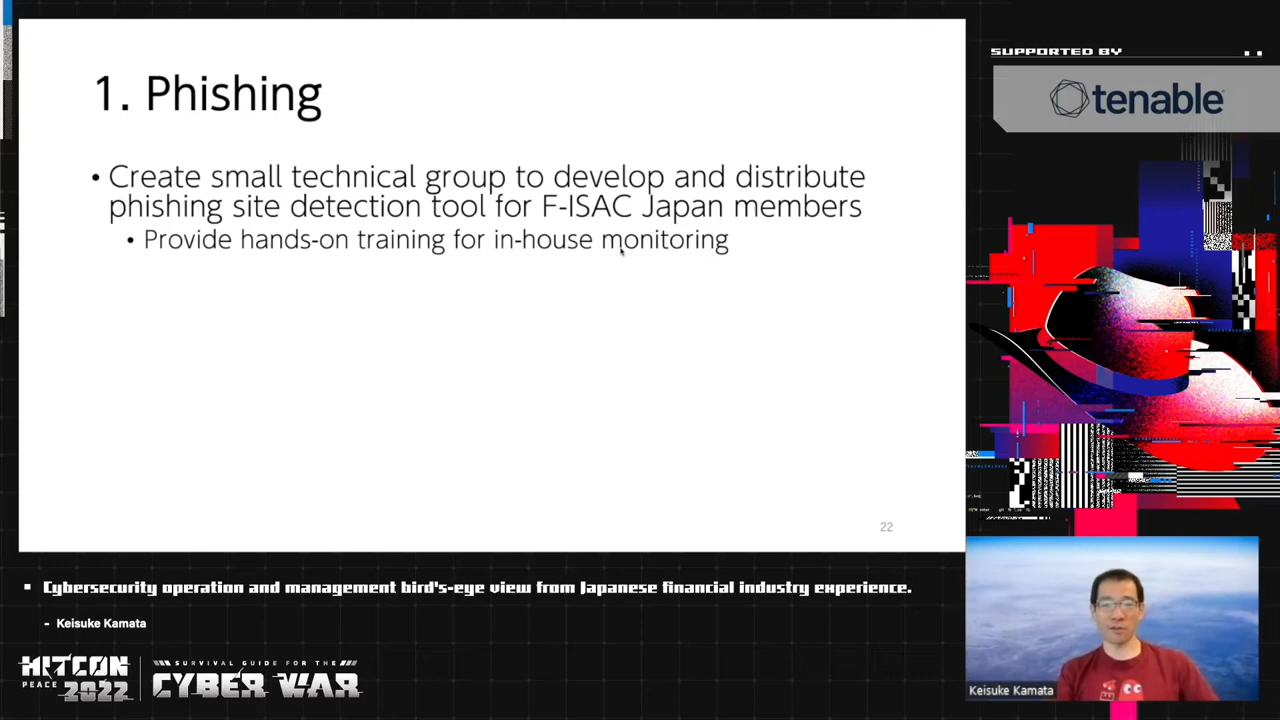 1. Phishing
• Create small technical group to develop and distribute
phishing site detection tool for F-ISAC Japan members
• Provide hands-on training for in-house monitoring
22
SUPPORTED BY
tenable
Keisuke Kamata
Cybersecurity operation and management bird's-eye view from Japanese financial industry experience.
- Keisuke Kamata
HITCON
PEACE 2022
SURVIVAL GUIDE FOR THE
CYBER WAR